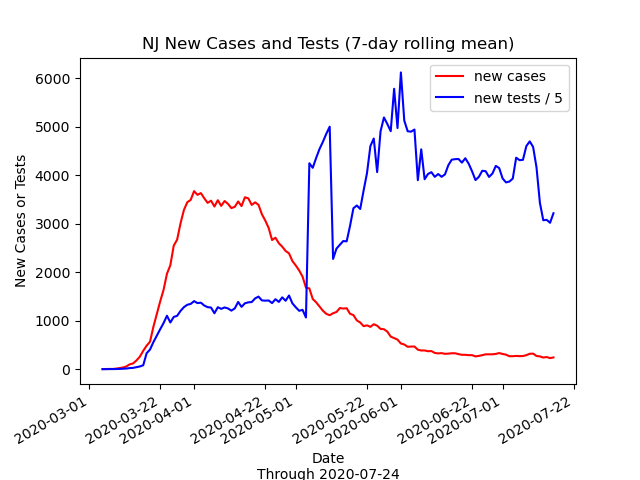 NJ New Cases and Tests (7-day rolling mean)
new cases
new tests / 5
New Cases or Tests
6000
5000
4000
3000
2000
1000
0
2020-03-01
2020-03-22
2020-04-01
2020-04-22
2020-05-01
2020-05-22
2020-06-01
2020-06-22
2020-07-01
2020-07-22
Date
Through 2020-07-24